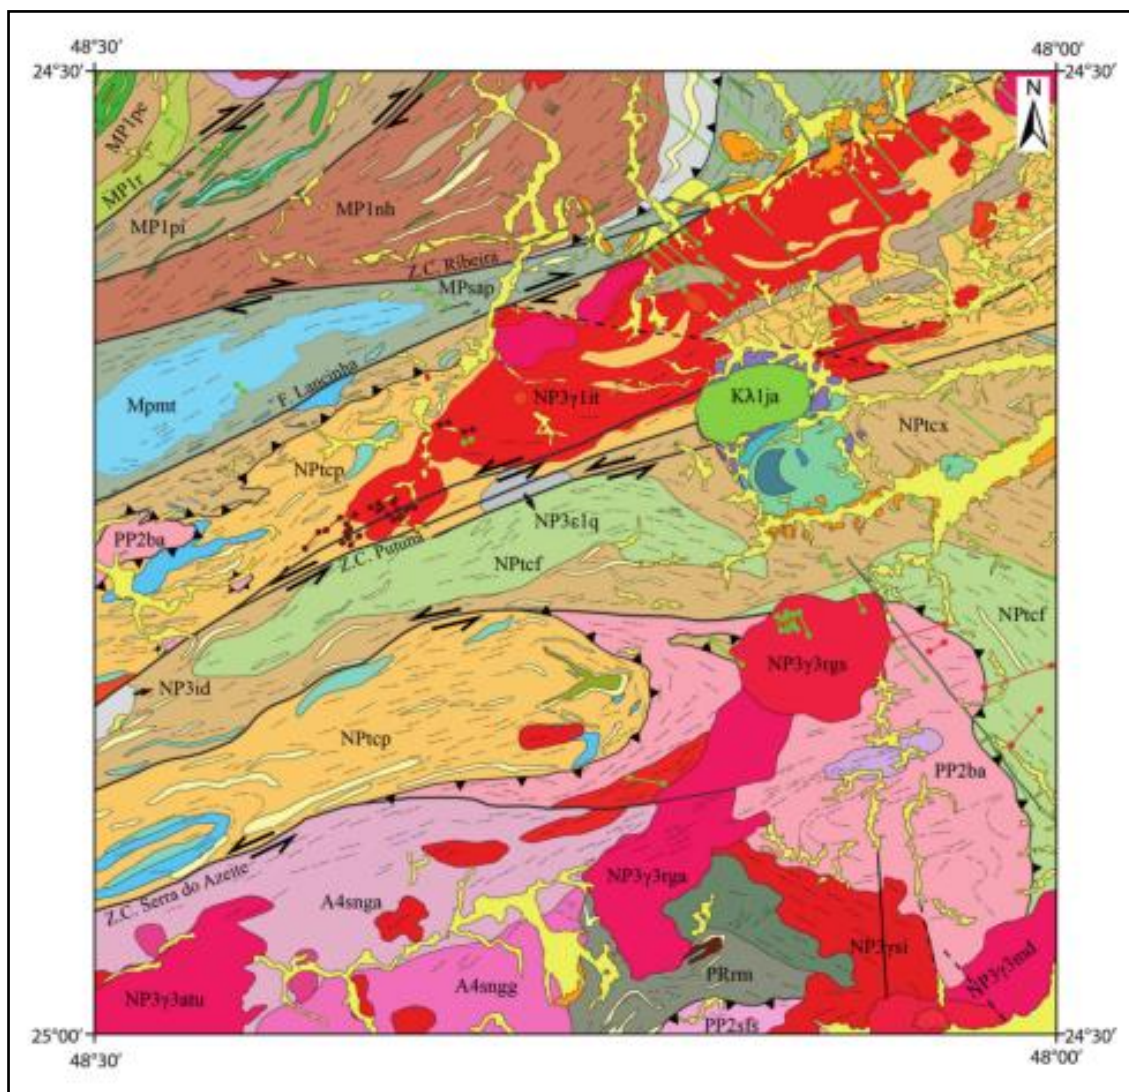 48°30’
48°00’
24°30’
24°30’
N
MP1pe
MP1r
MP1pi
MP1nh
Z.C. Ribeira
MPsap
Mpmt
F. Lancinha
NP3γ1it
Kλ1ja
NPtcx
NPtcp
PP2ba
NP3ε1q
Z.C. Putuna
NPtcf
NPtcf
NP3γ3rgs
NP3id
NPtcp
PP2ba
Z.C. Serra do Azeite
A4snga
NP3γ3rga
NP3γsi
NP3γ3md
NP3γ3atu
A4sngg
PRrm
PP2sfs
25°00’
24°30’
48°30’
48°00’